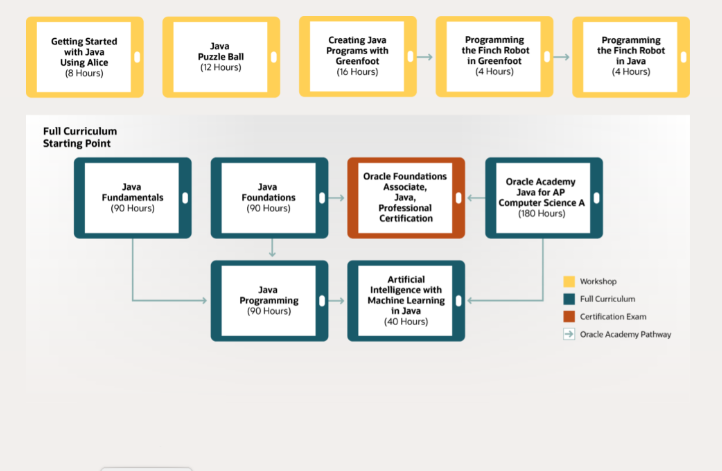 Getting Started
with Java
Using Alice
(8 Hours)
Java
Puzzle Ball
(12 Hours)
Creating Java
Programs with
Greenfoot
(16 Hours)
Programming
the Finch Robot
in Greenfoot
(4 Hours)
Programming
the Finch Robot
in Java
(4 Hours)
Full Curriculum
Starting Point
Java
Fundamentals
(90 Hours)
Java
Foundations
(90 Hours)
Oracle Foundations
Associate,
Java,
Professional
Certification
Oracle Academy
Java for AP
Computer Science A
(180 Hours)
Java
Programming
(90 Hours)
Artificial
Intelligence with
Machine Learning
in Java
(40 Hours)
Workshop
Full Curriculum
Certification Exam
Oracle Academy Pathway